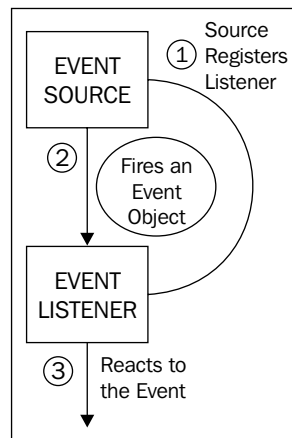 EVENT
SOURCE
1
Source
Registers
Listener
2
Fires an
Event
Object
EVENT
LISTENER
3
Reacts to
the Event